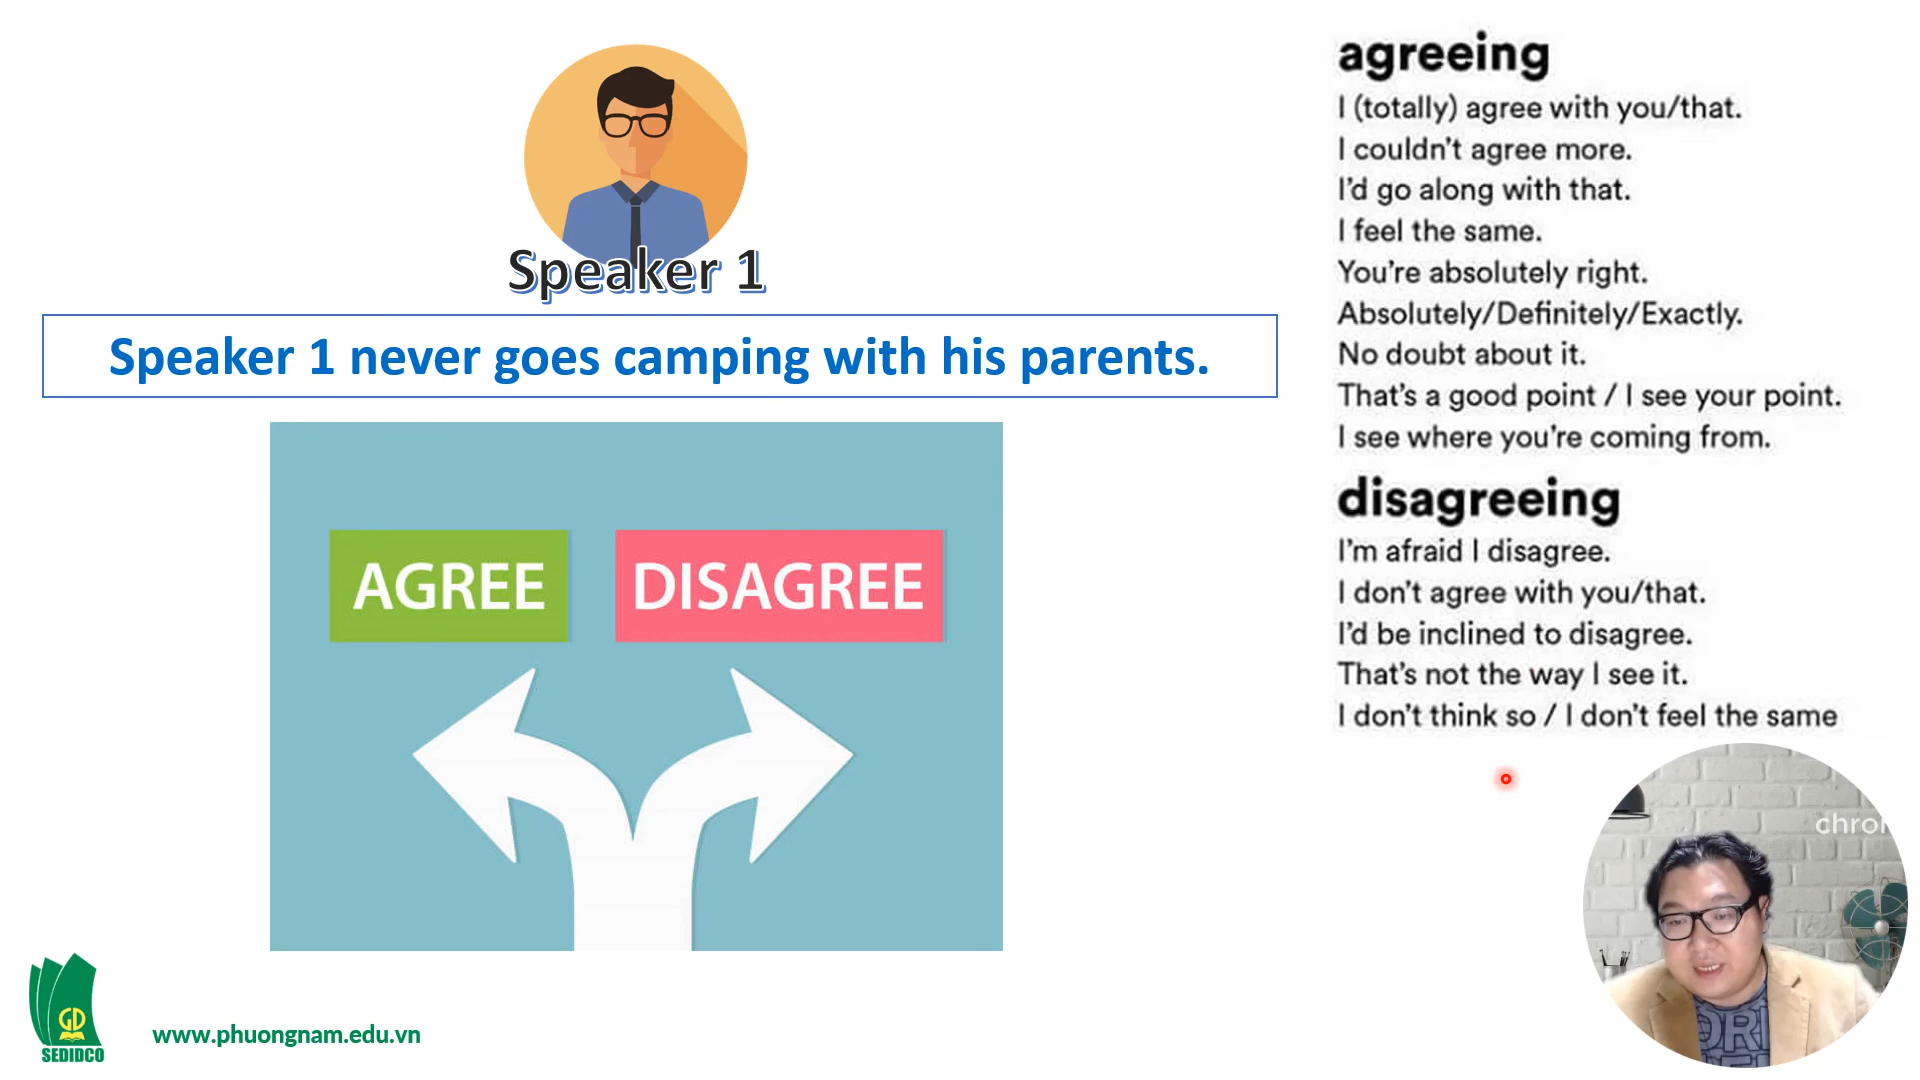 Speaker 1
Speaker 1 never goes camping with his parents.
AGREE
DISAGREE
agreeing
I (totally) agree with you/that.
I couldn't agree more.
I'd go along with that.
I feel the same.
You're absolutely right.
Absolutely/Definitely/Exactly.
No doubt about it.
That's a good point / I see your point.
I see where you're coming from.
disagreeing
I'm afraid I disagree.
I don't agree with you/that.
I'd be inclined to disagree.
That's not the way I see it.
I don't think so / I don't feel the same
GD
SEDIDCO
www.phuongnam.edu.vn